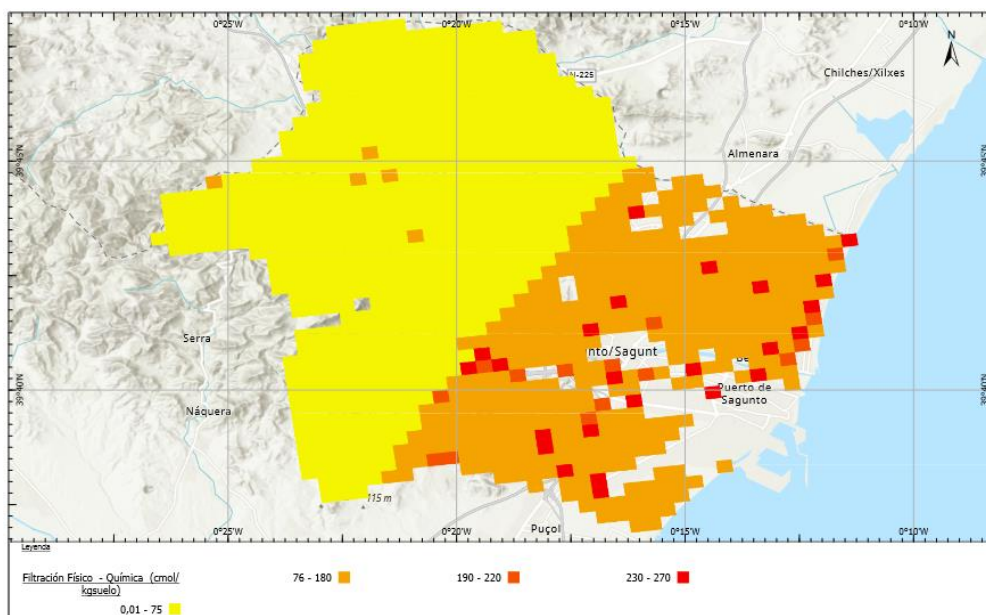 0°25'W 0°20'W 0°15'W 0°10'W
N
N-225
Chilches/Xilxes
39°45'N 39°45'N
Almenara
Serra
nto/Sagunt
Be
39°40'N 39°40'N
Puerto de
Sagunto
Náquera
115 m
Puçol
0°25'W 0°20'W 0°15'W 0°10'W
Leyenda
Filtración Físico - Química (cmol/
kgsuelo)
0,01 - 75
76 - 180
190 - 220
230 - 270